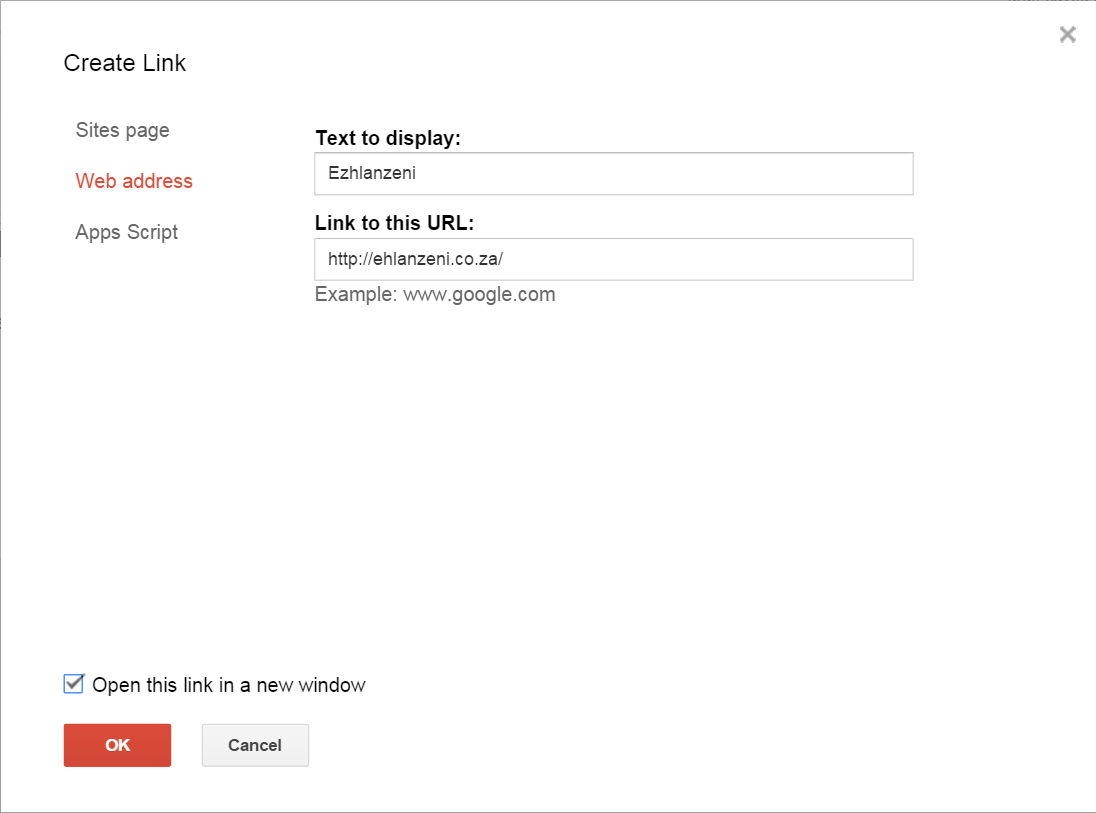 Create Link
Sites page
Web address
Apps Script
Text to display:
Ezhlanzeni
Link to this URL:
http://ehlanzeni.co.za/
Example: www.google.com
Open this link in a new window
OK Cancel